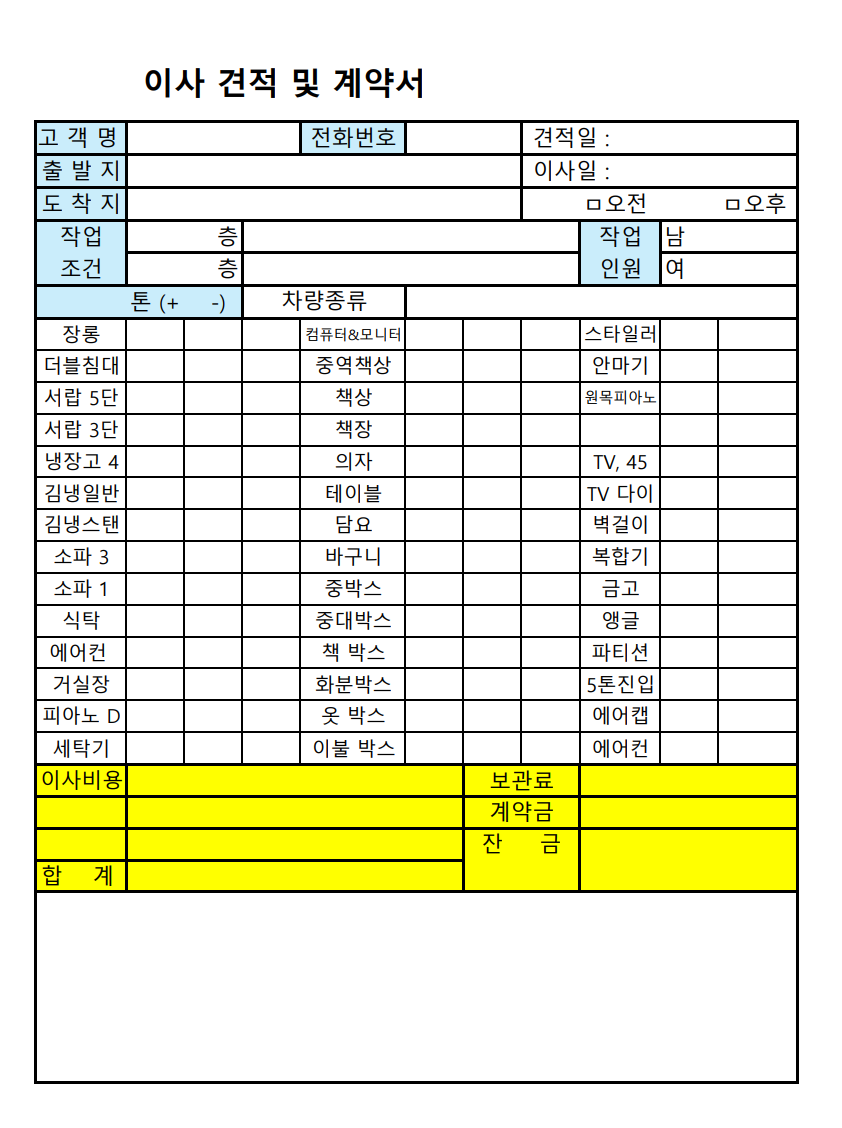 이사 견적 및 계약서
고 객 명 전화번호 견적일 :
출 발 지 이사일 :
도 착 지 ㅁ오전 ㅁ오후
작업 층 작업 남
조건 층 인원 여
톤 (+ -) 차량종류
장롱 컴퓨터&모니터 스타일러
더블침대 중역책상 안마기
서랍 5단 책상 원목피아노
서랍 3단 책장
냉장고 4 의자 TV, 45
김냉일반 테이블 TV 다이
김냉스탠 담요 벽걸이
소파 3 바구니 복합기
소파 1 중박스 금고
식탁 중대박스 앵글
에어컨 책 박스 파티션
거실장 화분박스 5톤진입
피아노 D 옷 박스 에어캡
세탁기 이불 박스 에어컨
이사비용 보관료
계약금
잔 금
합 계